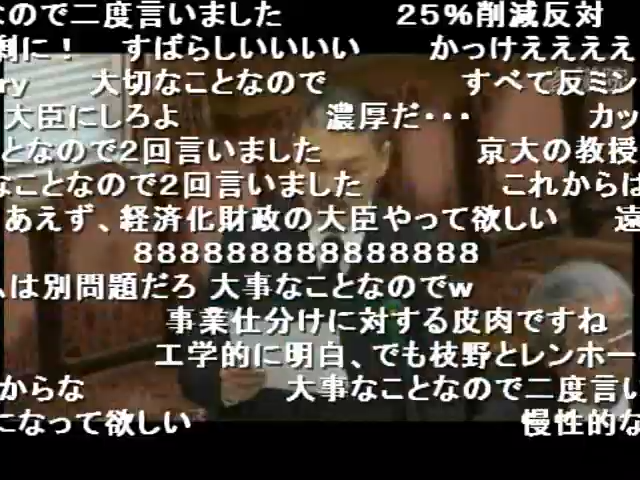 なので二度言いました
25%削減反対
利に! すばらしいいいい かっけえええええ
ry 大切なことなので すべて反ミン
大臣にしろよ 濃厚だ・・・ カッ
となので2回言いました 京大の教授
なことなので2回言いました これからは
あえず、経済化財政の大臣やって欲しい 遠
888888888888888
は別問題だろ 大事なことなのでw
事業仕分けに対する皮肉ですね
工学的に明白、でも枝野とレンホー
からな 大事なことなので二度言い
になって欲しい 慢性的な